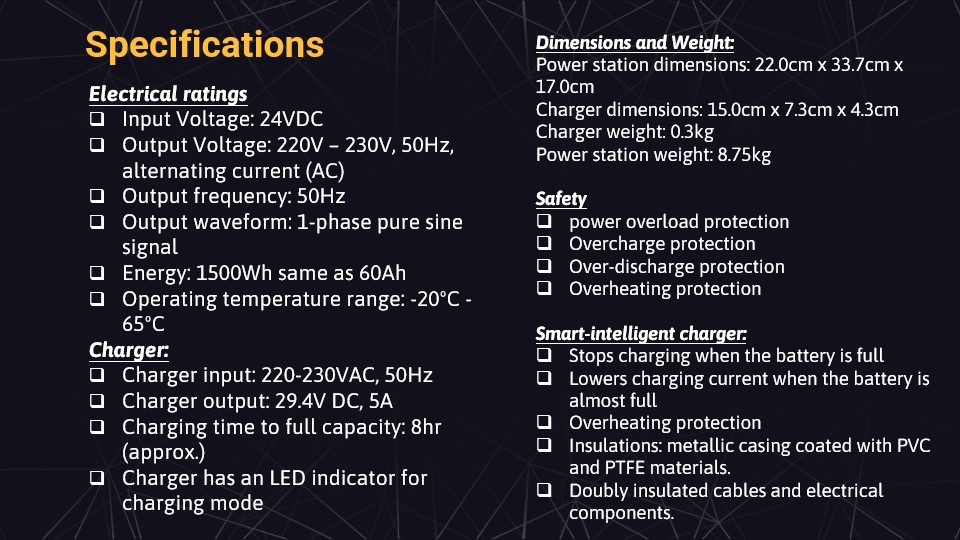 Specifications
Electrical ratings
❑ Input Voltage: 24VDC
❑ Output Voltage: 220V – 230V, 50Hz,
alternating current (AC)
❑ Output frequency: 50Hz
❑ Output waveform: 1-phase pure sine
signal
❑ Energy: 1500Wh same as 60Ah
❑ Operating temperature range: -20°C -
65°C
Charger:
❑ Charger input: 220-230VAC, 50Hz
❑ Charger output: 29.4V DC, 5A
❑ Charging time to full capacity: 8hr
(approx.)
❑ Charger has an LED indicator for
charging mode
Dimensions and Weight:
Power station dimensions: 22.0cm x 33.7cm x
17.0cm
Charger dimensions: 15.0cm x 7.3cm x 4.3cm
Charger weight: 0.3kg
Power station weight: 8.75kg
Safety
❑ power overload protection
❑ Overcharge protection
❑ Over-discharge protection
❑ Overheating protection
Smart-intelligent charger:
❑ Stops charging when the battery is full
❑ Lowers charging current when the battery is
almost full
❑ Overheating protection
❑ Insulations: metallic casing coated with PVC
and PTFE materials.
❑ Doubly insulated cables and electrical
components.